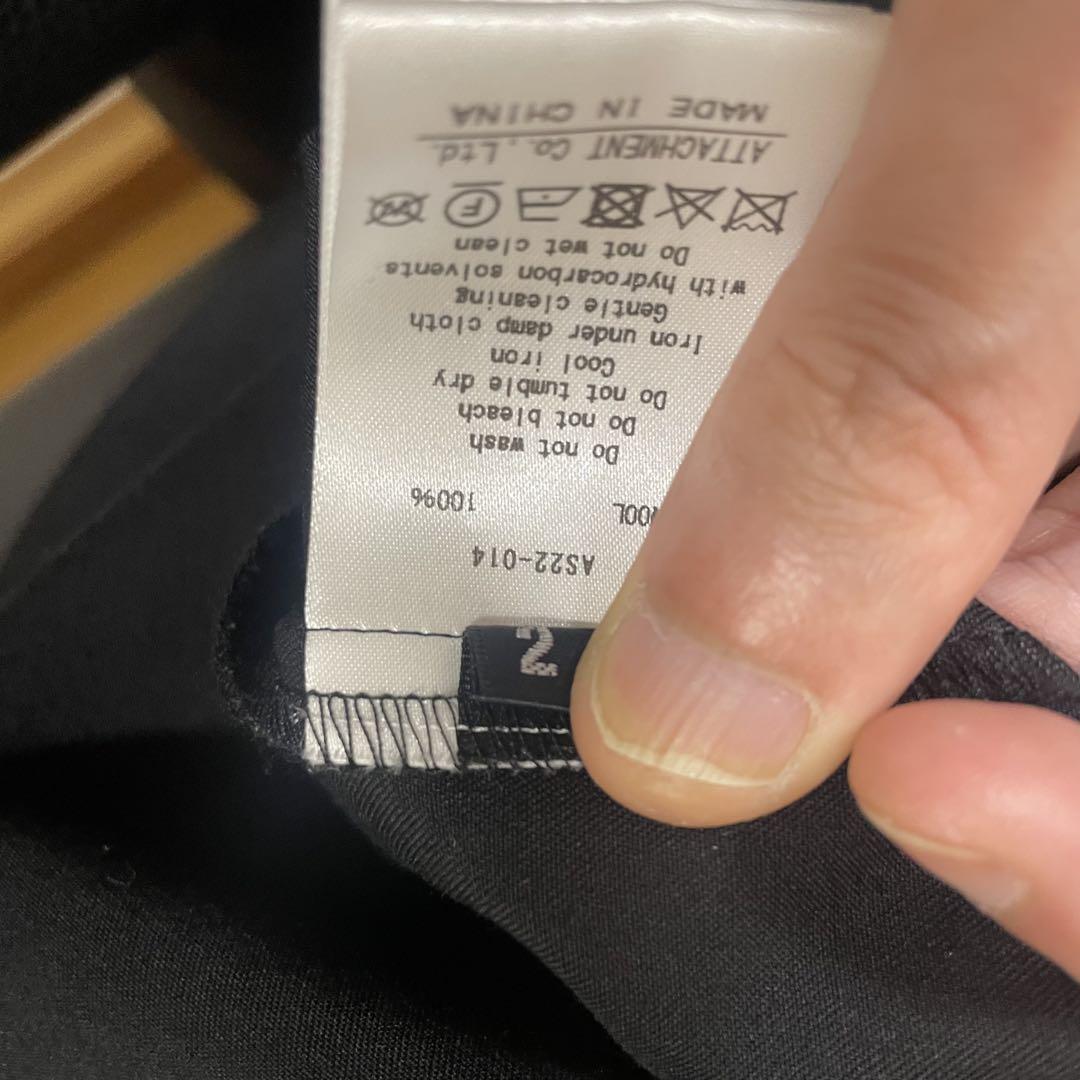 2
AS22-014
WOOL 100%
Do not wash
Do not bleach
Do not tumble dry
Cool iron
Iron under damp cloth
Gentle cleaning
with hydrocarbon solvents
Do not wet clean
F
ATTACHMENT Co.,Ltd.
MADE IN CHINA